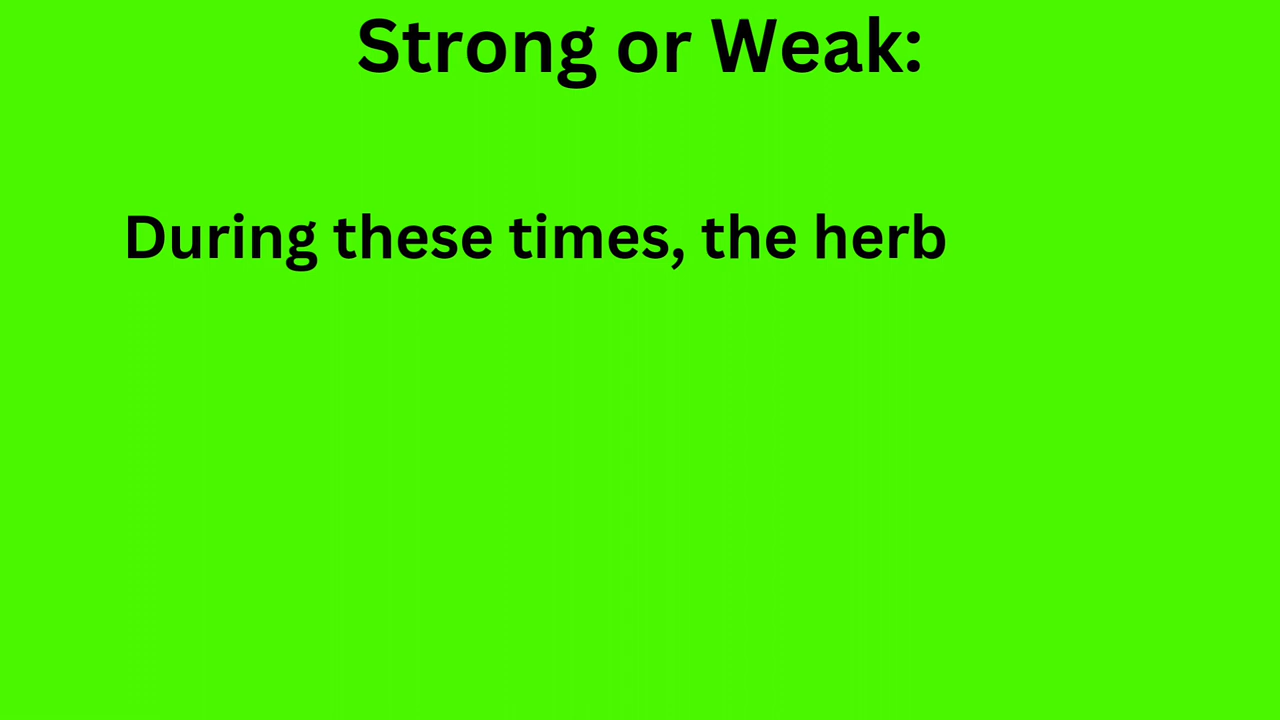 Strong or Weak:
During these times, the herb